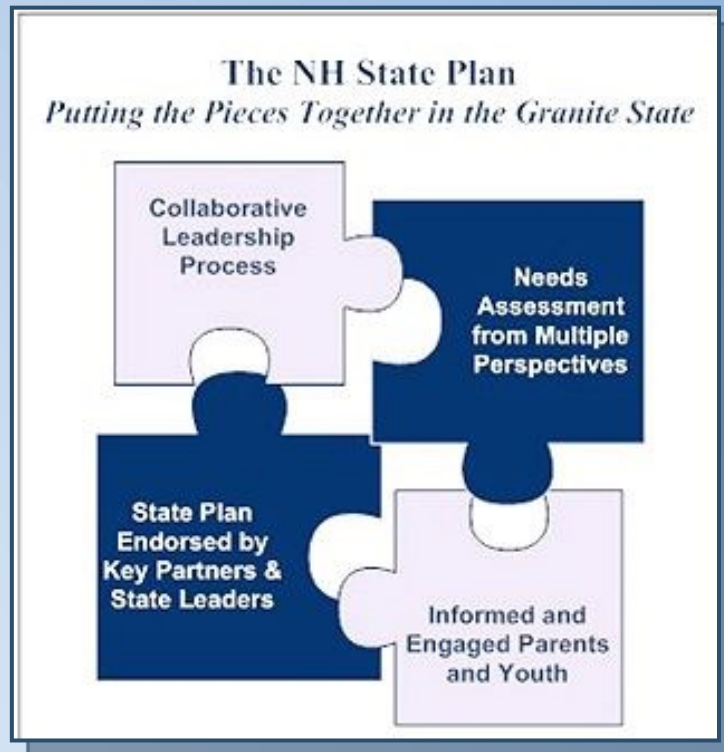 The NH State Plan
Putting the Pieces Together in the Granite State
Collaborative
Leadership
Process
Needs
Assessment
from Multiple
Perspectives
State Plan
Endorsed by
Key Partners &
State Leaders
Informed and
Engaged Parents
and Youth